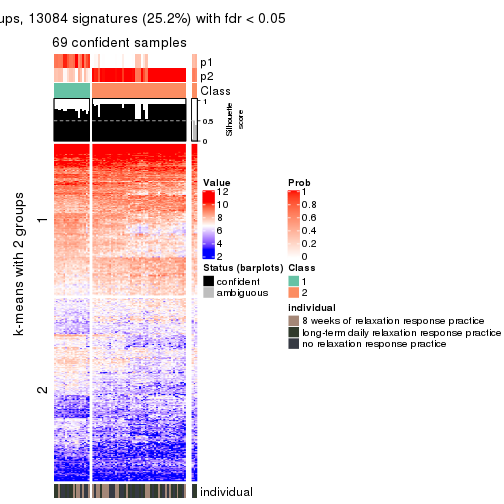 ups, 13084 signatures (25.2%) with fdr < 0.05
69 confident samples
p1
p2
Class
1
0.5
0
Silhouette
score
k-means with 2 groups
1
2
Value
12
10
8
6
4
2
Prob
1
0.8
0.6
0.4
0.2
0
Status (barplots)
confident
ambiguous
Class
1
2
individual
8 weeks of relaxation response practice
long-term daily relaxation response practice
no relaxation response practice
individual